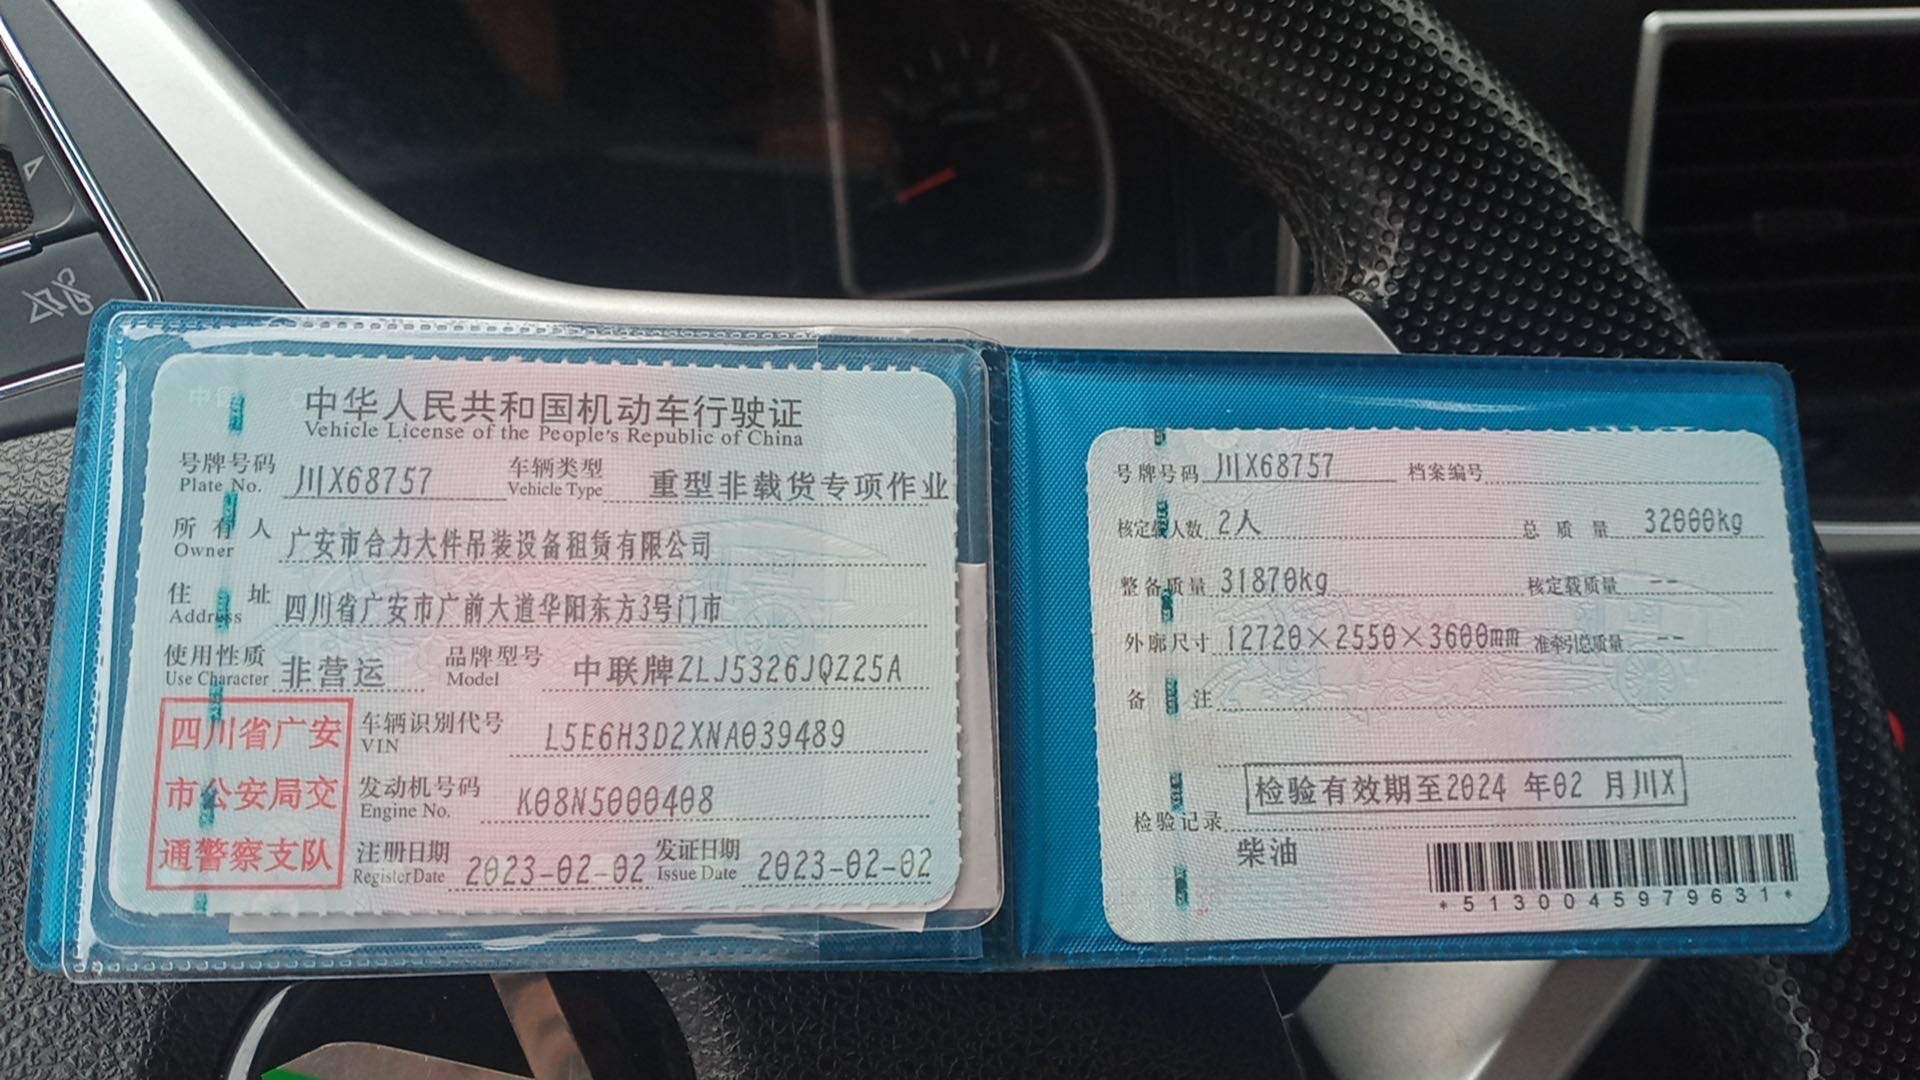 中华人民共和国机动车行驶证
Vehicle License of the People's Republic of China
号牌号码 川X68757 车辆类型 重型非载货专项作业
Plate No. Vehicle Type
所有人 广安市合力大件吊装设备租赁有限公司
Owner
住址 四川省广安市广前大道华阳东方3号门市
Address
使用性质 非营运 品牌型号 中联牌ZLJ5326JQZ25A
Use Character Model
四川省广安
市公安局交
通警察支队
车辆识别代号 L5E6H3D2XNA039489
VIN
发动机号码 K08N5000408
Engine No.
注册日期 2023-02-02 发证日期 2023-02-02
Register Date Issue Date
号牌号码 川X68757 档案编号
核定载人数 2人 总质量 32000kg
整备质量 31870kg 核定载质量 --
外廓尺寸 12720×2550×3600mm 准牵引总质量 --
备注
检验有效期至2024年02月川X
检验记录
柴油
*5130045979631*